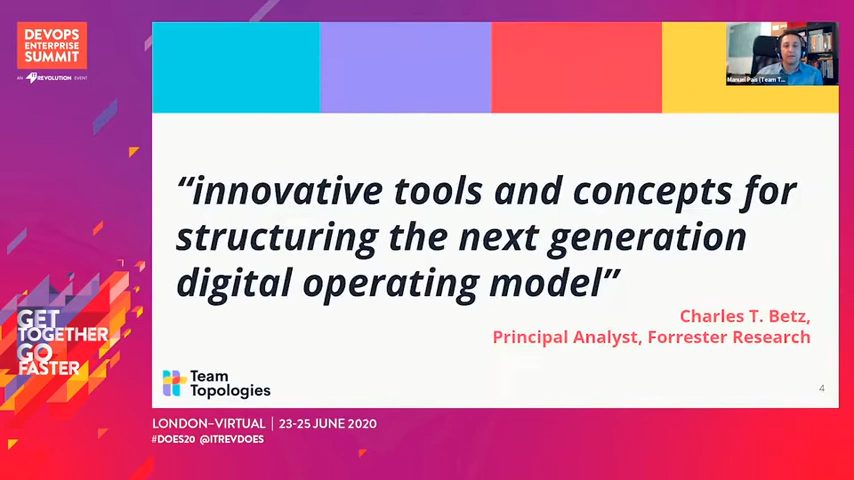 DEVOPS
ENTERPRISE
SUMMIT
AN IT REVOLUTION EVENT
Manuel Pais (Team T...
“innovative tools and concepts for
structuring the next generation
digital operating model”
Charles T. Betz,
Principal Analyst, Forrester Research
GET
TOGETHER
GO
FASTER
Team
Topologies
4
LONDON–VIRTUAL | 23-25 JUNE 2020
#DOES20 @ITREVDOES